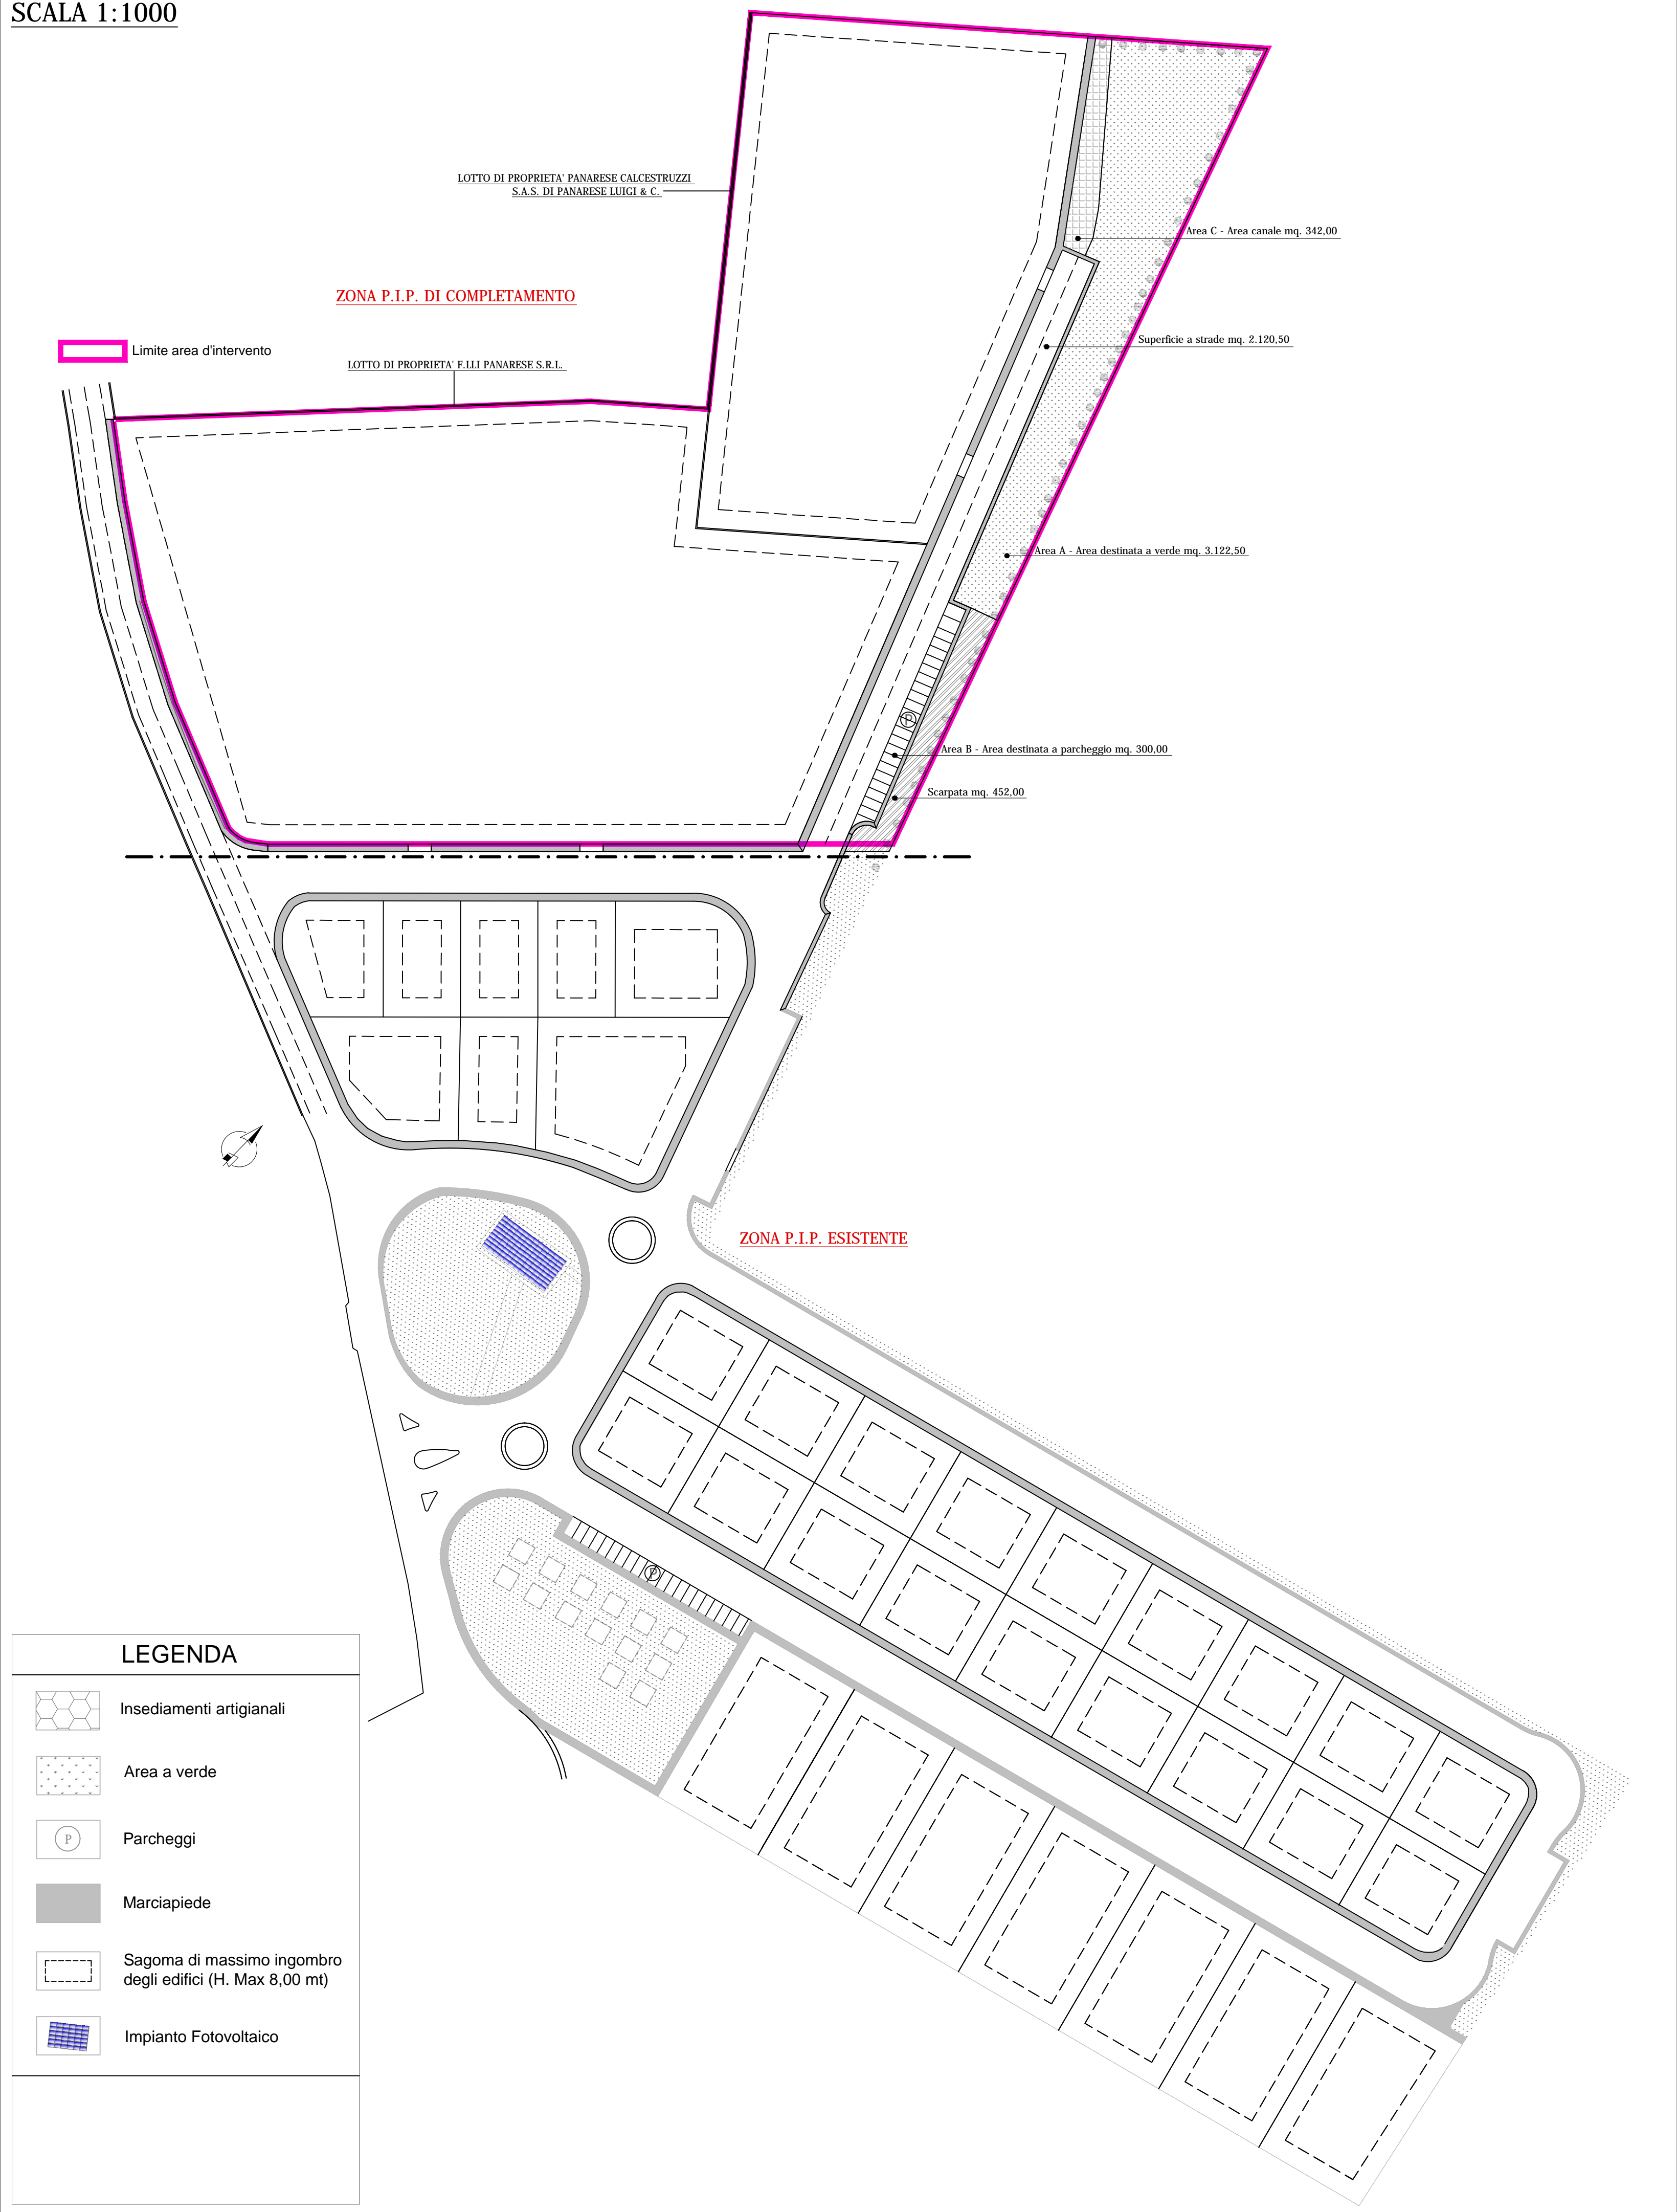 SCALA 1:1000
LOTTO DI PROPRIETA' PANARESE CALCESTRUZZI
S.A.S. DI PANARESE LUIGI & C.
Area C - Area canale mq. 342,00
ZONA P.I.P. DI COMPLETAMENTO
Superficie a strade mq. 2.120,50
Limite area d'intervento
LOTTO DI PROPRIETA' F.LLI PANARESE S.R.L.
Area A - Area destinata a verde mq. 3.122,50
P
Area B - Area destinata a parcheggio mq. 300,00
Scarpata mq. 452,00
ZONA P.I.P. ESISTENTE
P
LEGENDA
Insediamenti artigianali
Area a verde
P
Parcheggi
Marciapiede
Sagoma di massimo ingombro
degli edifici (H. Max 8,00 mt)
Impianto Fotovoltaico